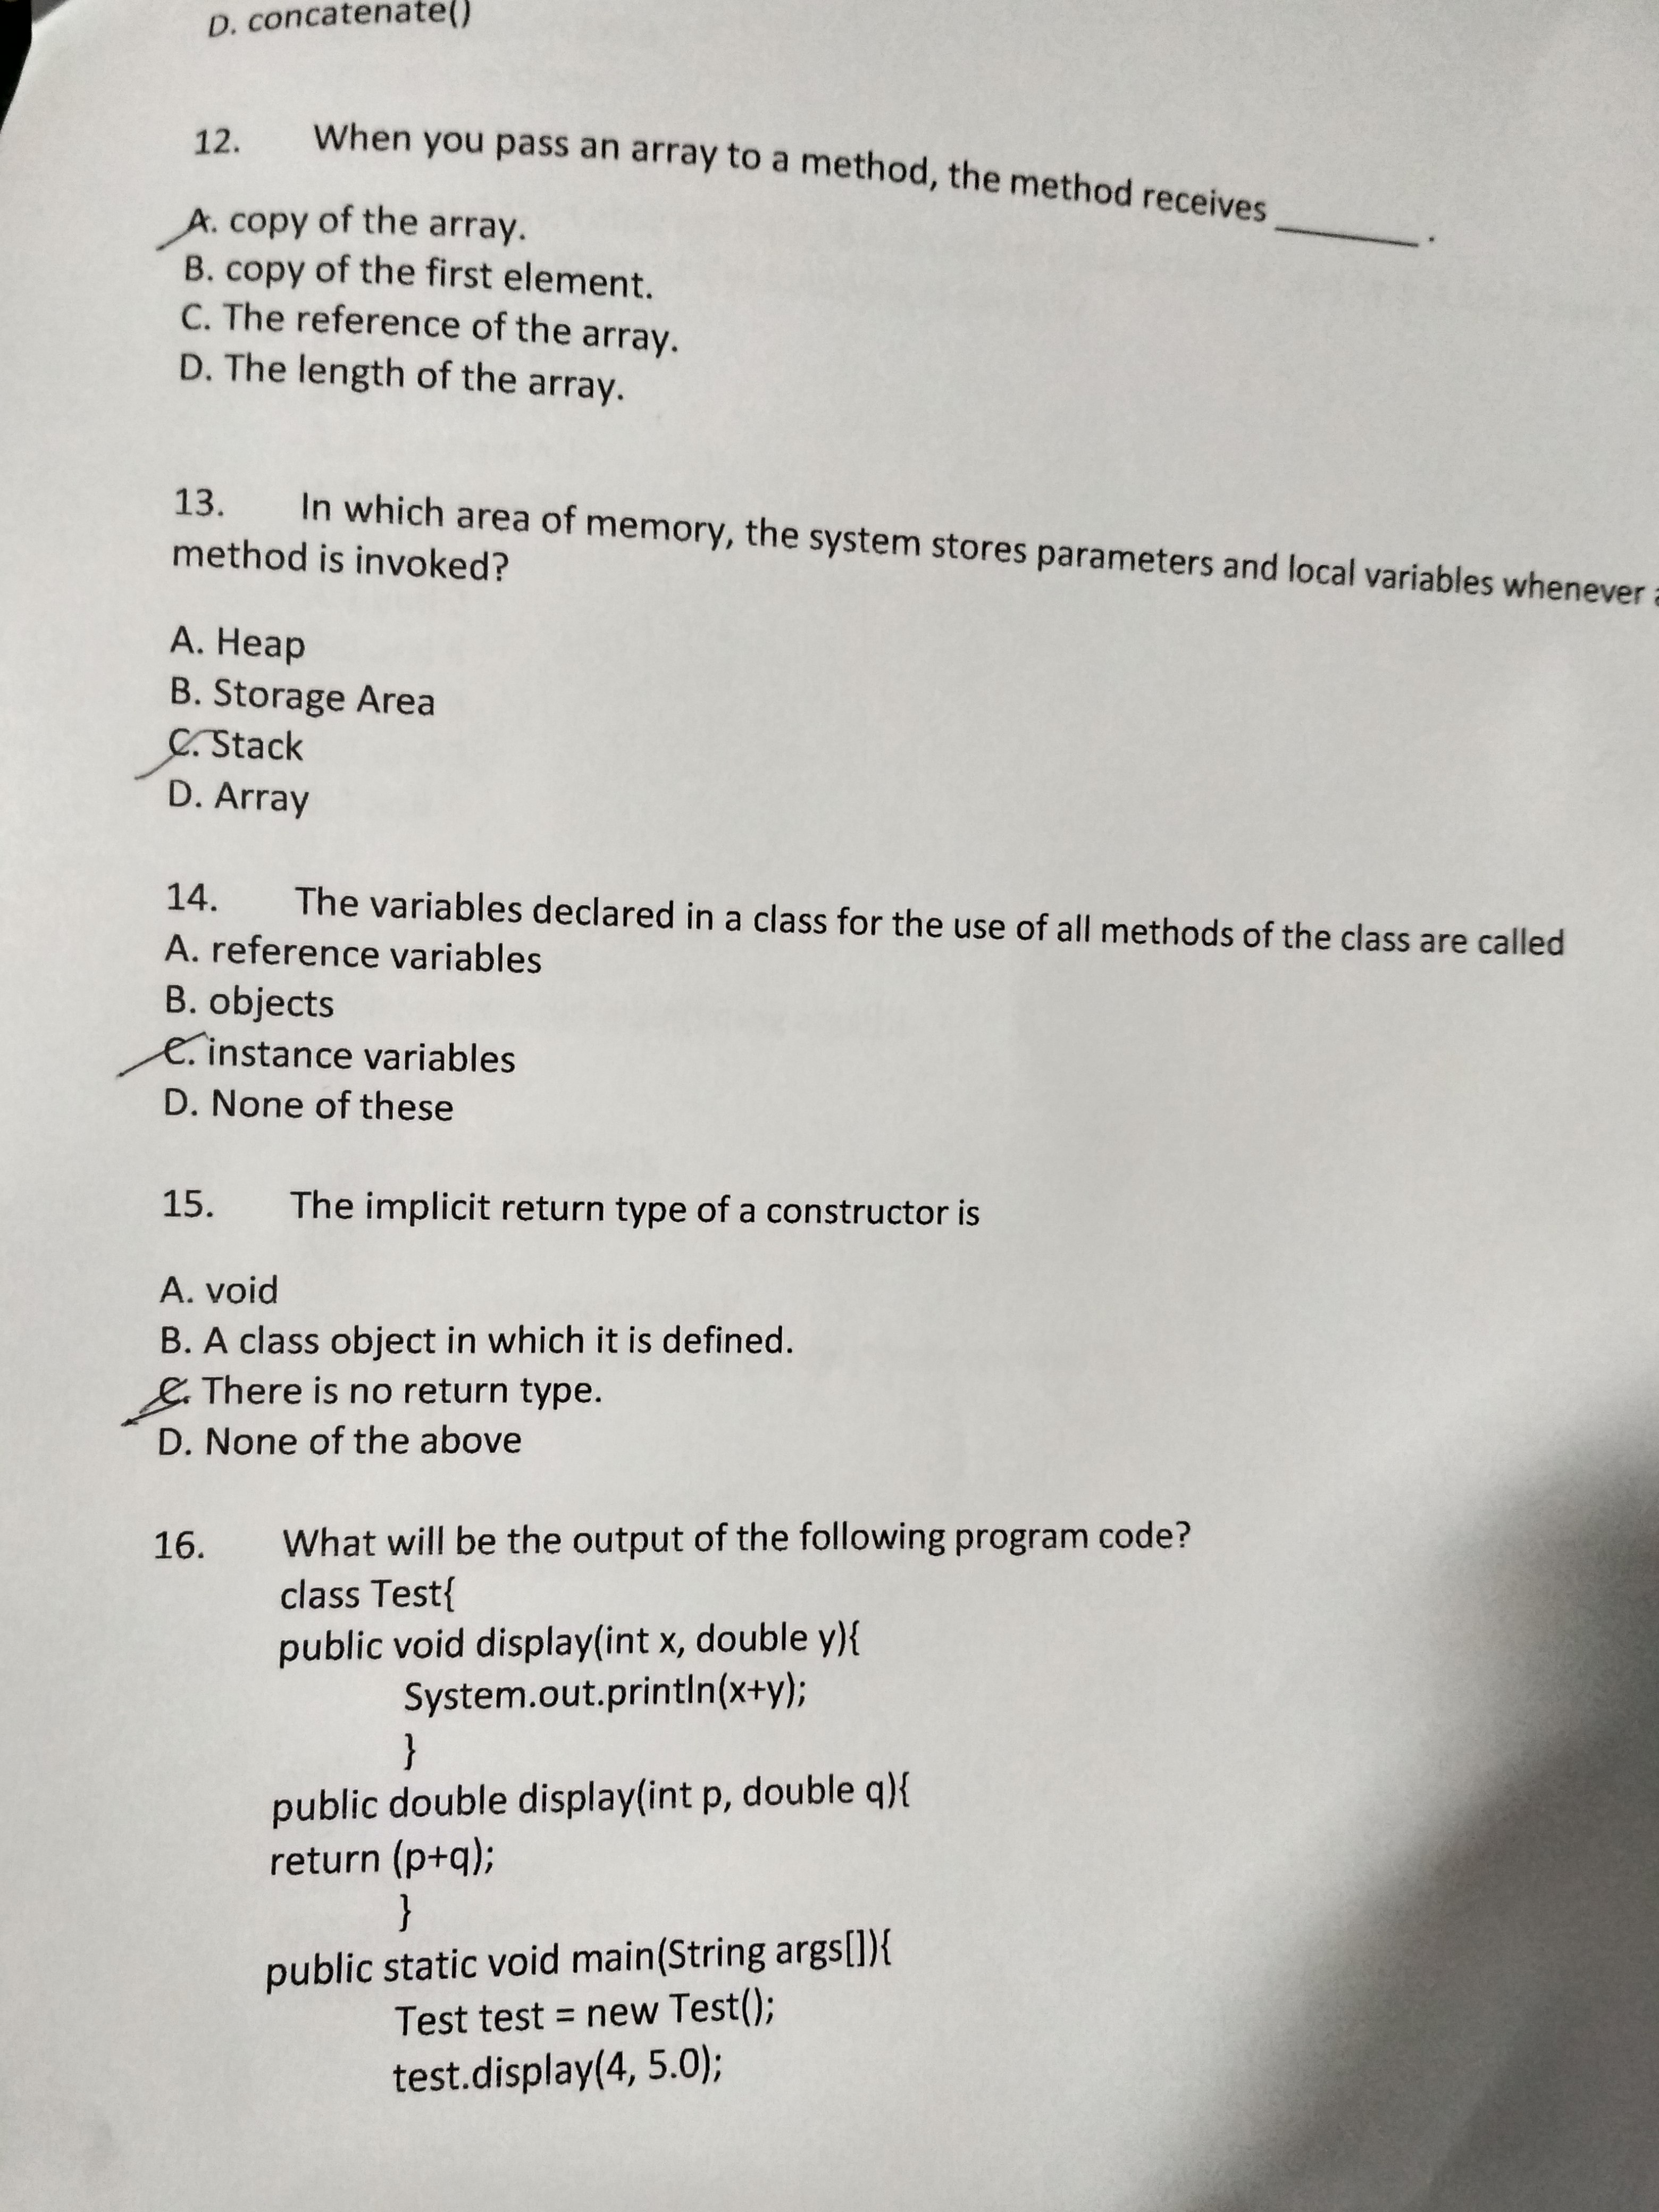 D. concatenate()
12. When you pass an array to a method, the method receives ________.
A. copy of the array.
B. copy of the first element.
C. The reference of the array.
D. The length of the array.
13. In which area of memory, the system stores parameters and local variables whenever a
method is invoked?
A. Heap
B. Storage Area
C. Stack
D. Array
14. The variables declared in a class for the use of all methods of the class are called
A. reference variables
B. objects
C. instance variables
D. None of these
15. The implicit return type of a constructor is
A. void
B. A class object in which it is defined.
C. There is no return type.
D. None of the above
16. What will be the output of the following program code?
class Test{
public void display(int x, double y){
System.out.println(x+y);
}
public double display(int p, double q){
return (p+q);
}
public static void main(String args[]){
Test test = new Test();
test.display(4, 5.0);